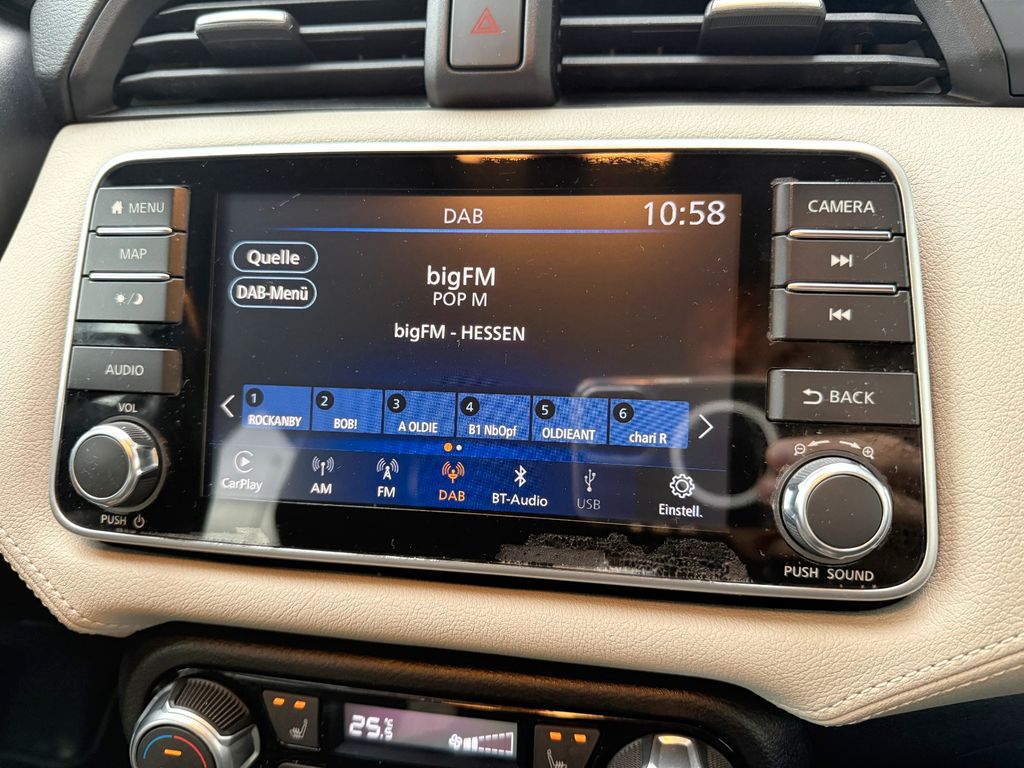 MENU
MAP
AUDIO
VOL
PUSH
DAB
10:58
Quelle
DAB-Menü
bigFM
POP M
bigFM - HESSEN
1 ROCKANBY
2 BOB!
3 A OLDIE
4 B1 NbOpf
5 OLDIEANT
6 chari R
CarPlay
AM
FM
DAB
BT-Audio
USB
Einstell.
CAMERA
BACK
PUSH SOUND
25.5 °C